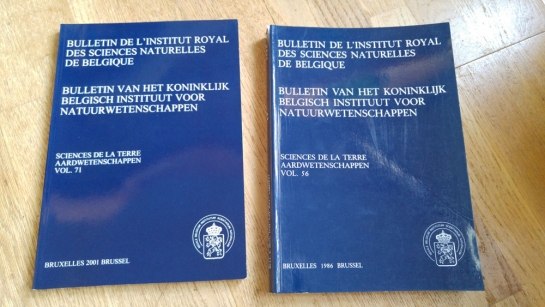 BULLETIN DE L'INSTITUT ROYAL
DES SCIENCES NATURELLES
DE BELGIQUE
BULLETIN VAN HET KONINKLIJK
BELGISCH INSTITUUT VOOR
NATUURWETENSCHAPPEN
SCIENCES DE LA TERRE
AARDWETENSCHAPPEN
VOL. 71
BRUXELLES 2001 BRUSSEL
BULLETIN DE L'INSTITUT ROYAL
DES SCIENCES NATURELLES
DE BELGIQUE
BULLETIN VAN HET KONINKLIJK
BELGISCH INSTITUUT VOOR
NATUURWETENSCHAPPEN
SCIENCES DE LA TERRE
AARDWETENSCHAPPEN
VOL. 56
BRUXELLES 1986 BRUSSEL